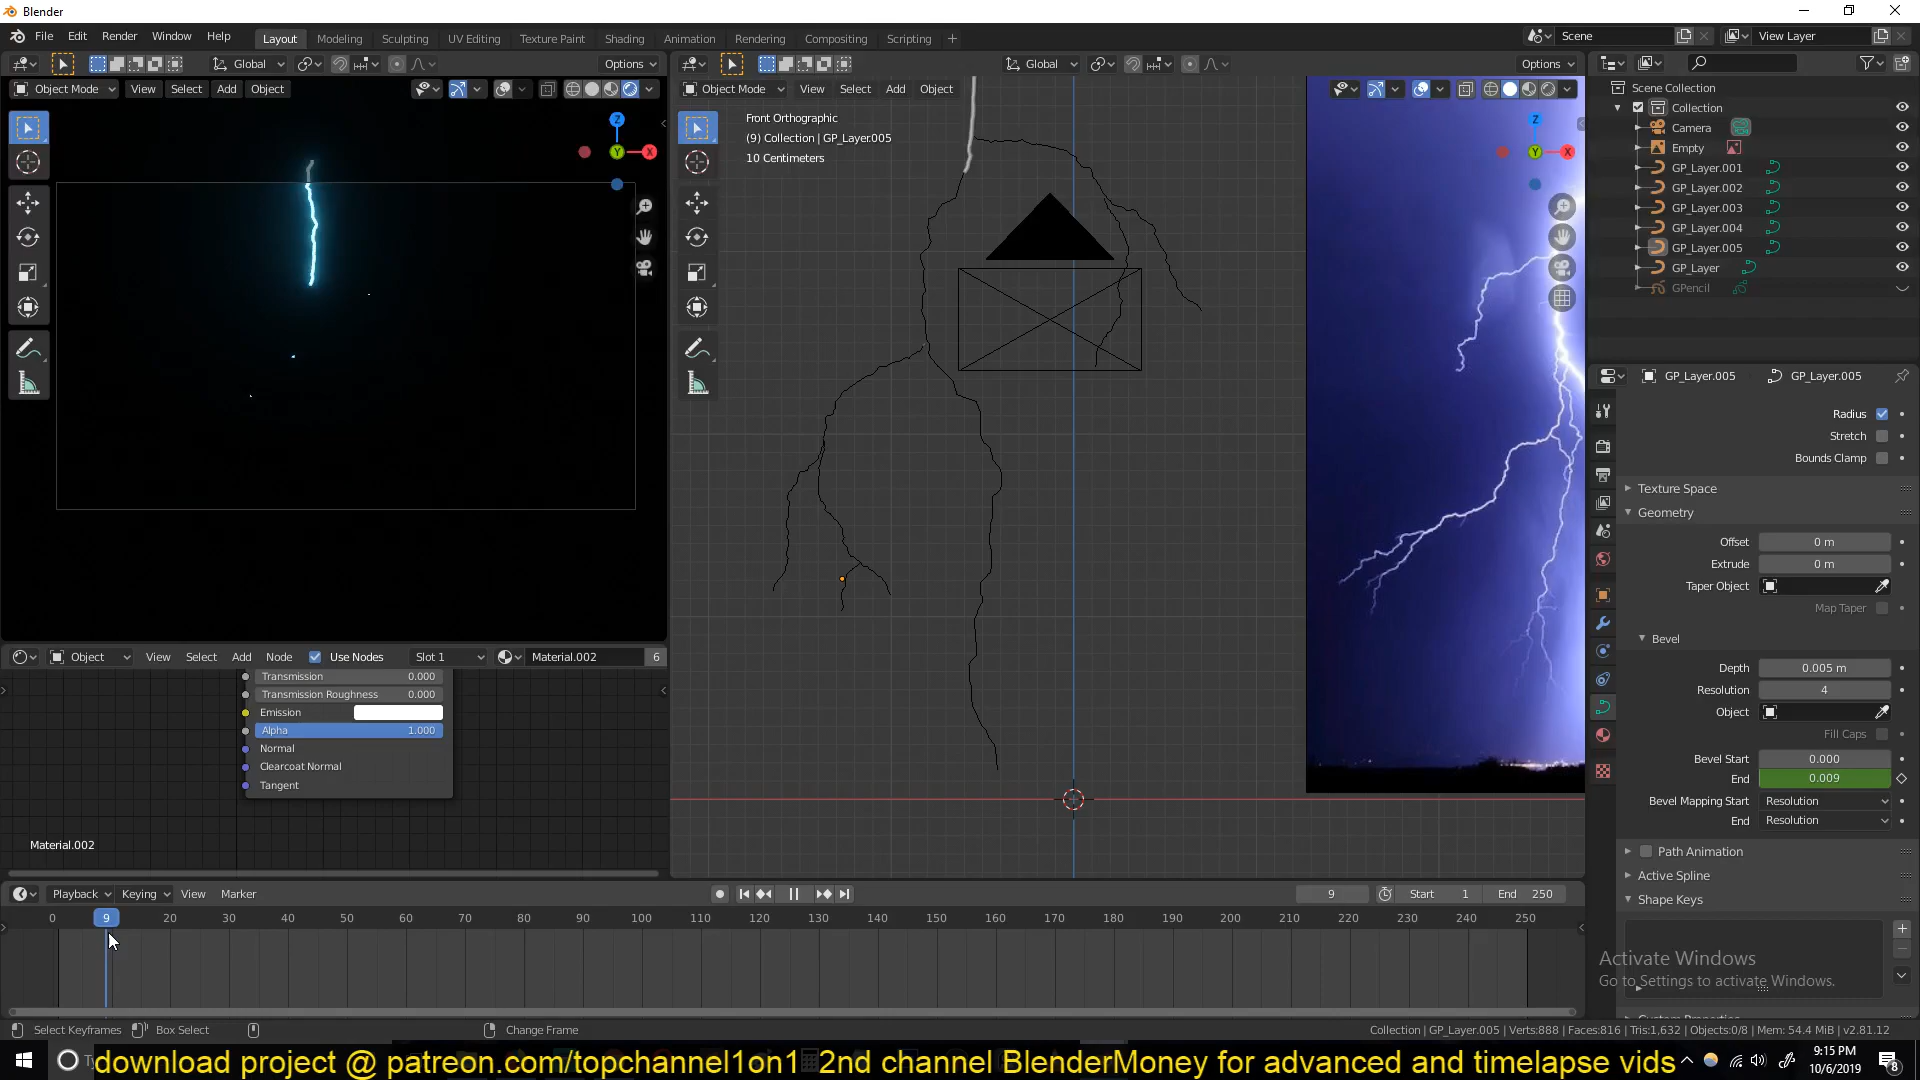 Blender
File Edit Render Window Help
Layout Modeling Sculpting UV Editing Texture Paint Shading Animation Rendering Compositing Scripting +
Scene
View Layer
Global
Options
Global
Options
Object Mode View Select Add Object
Object Mode View Select Add Object
Front Orthographic
(9) Collection | GP_Layer.005
10 Centimeters
Z
Y
X
Z
Y
X
Scene Collection
Collection
Camera
Empty
GP_Layer.001
GP_Layer.002
GP_Layer.003
GP_Layer.004
GP_Layer.005
GP_Layer
GPencil
GP_Layer.005 GP_Layer.005
Radius
Stretch
Bounds Clamp
Texture Space
Geometry
Offset 0 m
Extrude 0 m
Taper Object
Map Taper
Bevel
Depth 0.005 m
Resolution 4
Object
Fill Caps
Bevel Start 0.000
End 0.009
Bevel Mapping Start Resolution
End Resolution
Path Animation
Active Spline
Shape Keys
Activate Windows
Go to Settings to activate Windows.
Object View Select Add Node Use Nodes Slot 1 Material.002 6
Transmission 0.000
Transmission Roughness 0.000
Emission
Alpha 1.000
Normal
Clearcoat Normal
Tangent
Material.002
Playback Keying View Marker
9 Start 1 End 250
0 9 20 30 40 50 60 70 80 90 100 110 120 130 140 150 160 170 180 190 200 210 220 230 240 250
Select Keyframes Box Select Change Frame
Collection | GP_Layer.005 | Verts:888 | Faces:816 | Tris:1,632 | Objects:0/8 | Mem: 54.4 MiB | v2.81.12
download project @ patreon.com/topchannel1on1 2nd channel BlenderMoney for advanced and timelapse vids
9:15 PM
10/6/2019
8